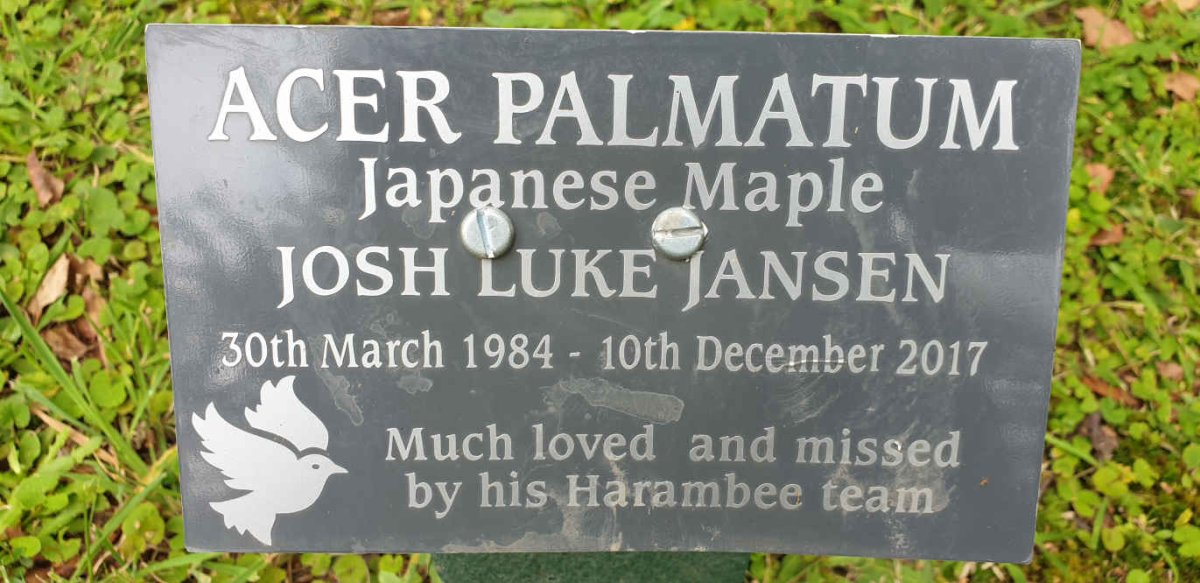 ACER PALMATUM
Japanese Maple
JOSH LUKE JANSEN
30th March 1984 - 10th December 2017
Much loved and missed
by his Harambee team